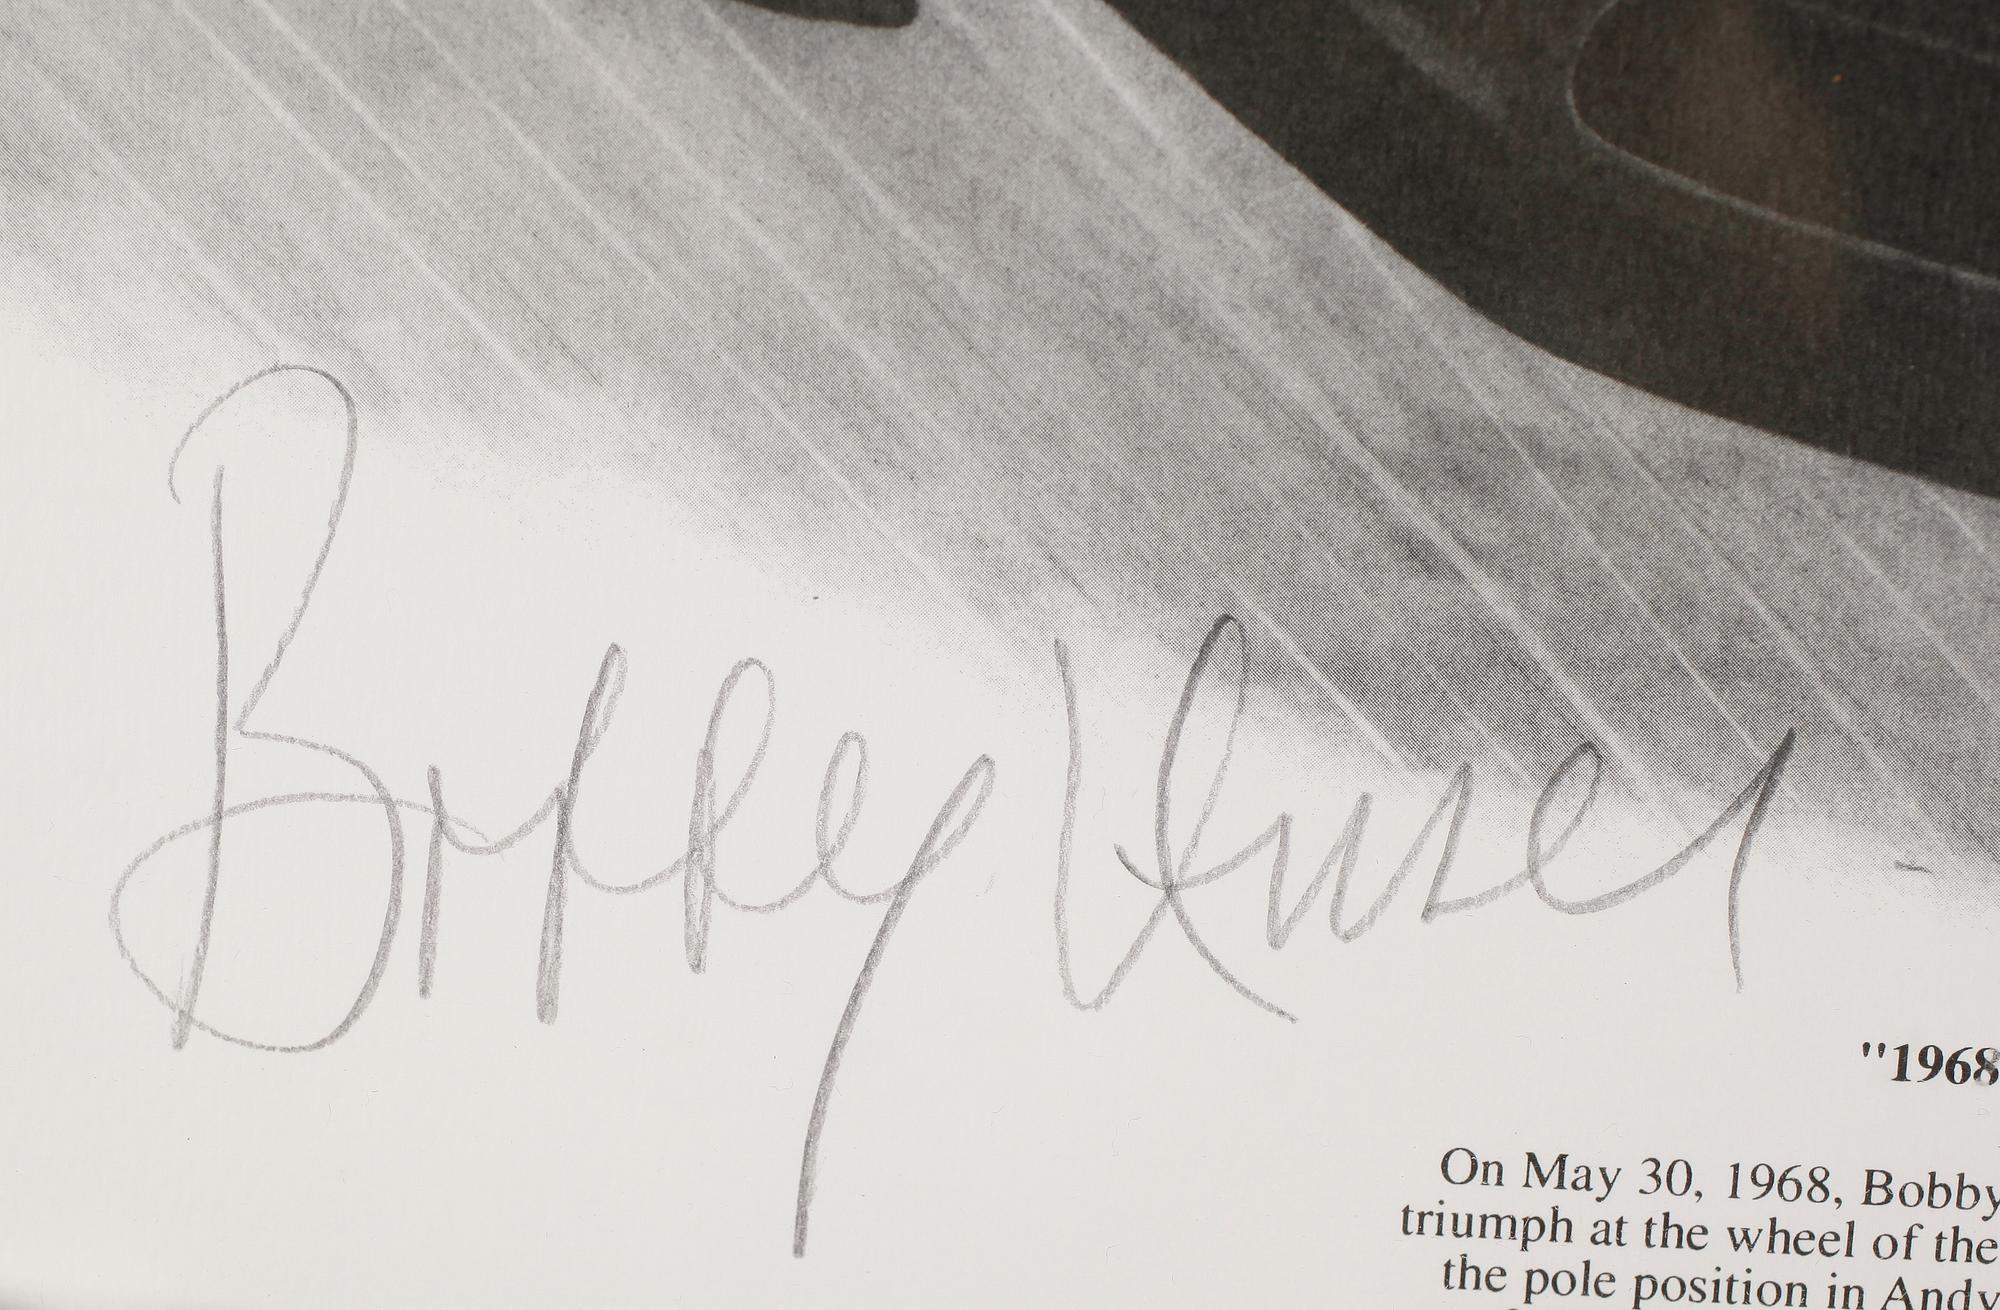 Bobby Unser
"1968
On May 30, 1968, Bobby
triumph at the wheel of the
the pole position in Andy